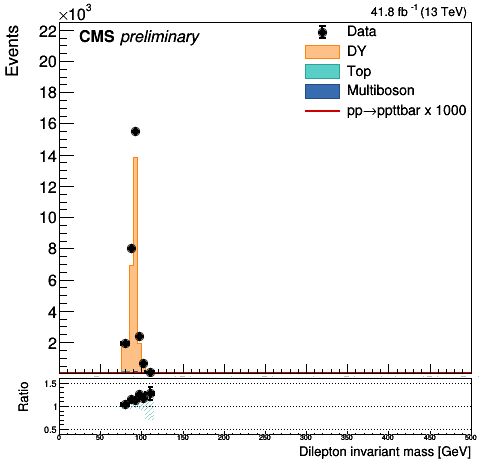 ×10³
41.8 fb⁻¹ (13 TeV)
CMS preliminary
Events
22
20
18
16
14
12
10
8
6
4
2
Data
DY
Top
Multiboson
pp→ppttbar x 1000
Ratio
1.5
1
0.5
0 50 100 150 200 250 300 350 400 450 500
Dilepton invariant mass [GeV]